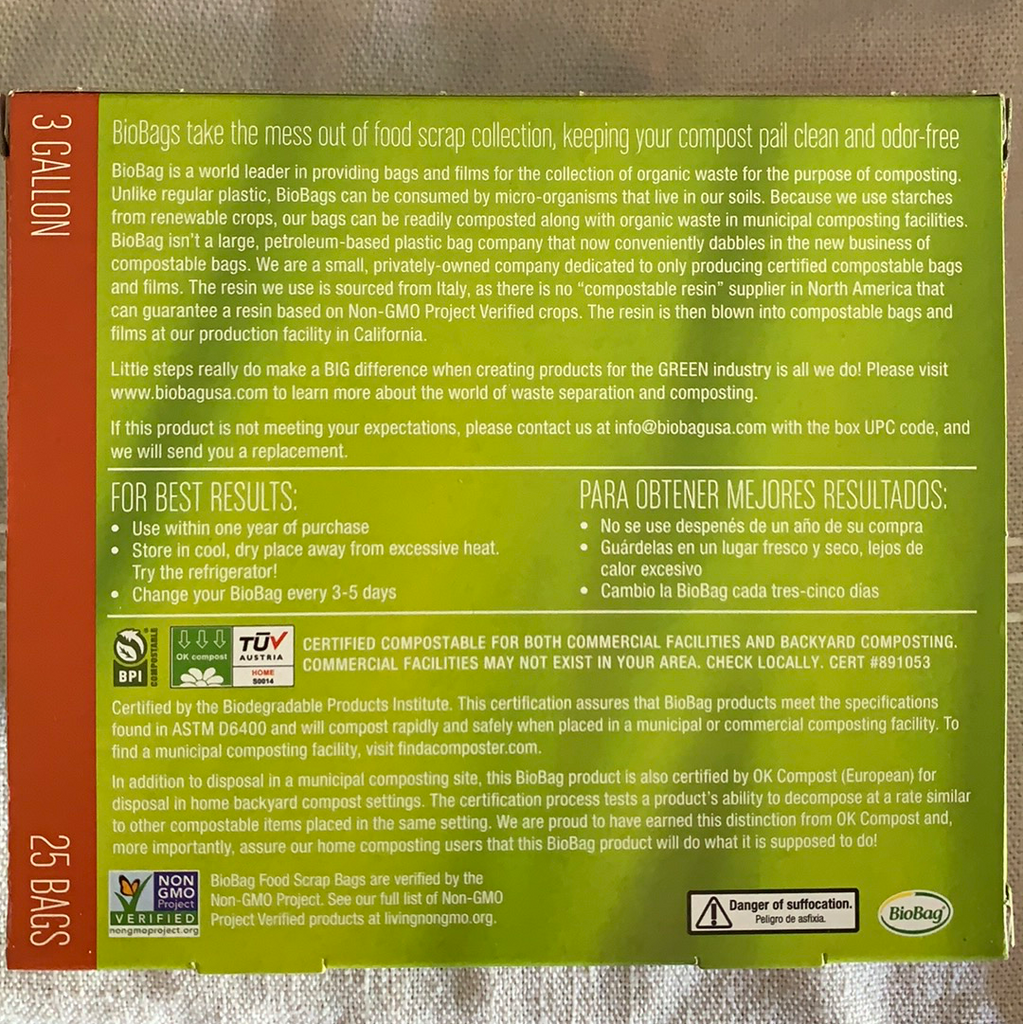 3 GALLON
25 BAGS
BioBags take the mess out of food scrap collection, keeping your compost pail clean and odor-free
BioBag is a world leader in providing bags and films for the collection of organic waste for the purpose of composting.
Unlike regular plastic, BioBags can be consumed by micro-organisms that live in our soils. Because we use starches
from renewable crops, our bags can be readily composted along with organic waste in municipal composting facilities.
BioBag isn't a large, petroleum-based plastic bag company that now conveniently dabbles in the new business of
compostable bags. We are a small, privately-owned company dedicated to only producing certified compostable bags
and films. The resin we use is sourced from Italy, as there is no "compostable resin" supplier in North America that
can guarantee a resin based on Non-GMO Project Verified crops. The resin is then blown into compostable bags and
films at our production facility in California.
Little steps really do make a BIG difference when creating products for the GREEN industry is all we do! Please visit
www.biobagusa.com to learn more about the world of waste separation and composting.
If this product is not meeting your expectations, please contact us at info@biobagusa.com with the box UPC code, and
we will send you a replacement.
FOR BEST RESULTS:
• Use within one year of purchase
• Store in cool, dry place away from excessive heat.
Try the refrigerator!
• Change your BioBag every 3-5 days
PARA OBTENER MEJORES RESULTADOS:
• No se use despenés de un año de su compra
• Guárdelas en un lugar fresco y seco, lejos de
calor excesivo
• Cambio la BioBag cada tres-cinco días
BPI
COMPOSTABLE
OK compost
TÜV
AUSTRIA
HOME
S0014
CERTIFIED COMPOSTABLE FOR BOTH COMMERCIAL FACILITIES AND BACKYARD COMPOSTING.
COMMERCIAL FACILITIES MAY NOT EXIST IN YOUR AREA. CHECK LOCALLY. CERT #891053
Certified by the Biodegradable Products Institute. This certification assures that BioBag products meet the specifications
found in ASTM D6400 and will compost rapidly and safely when placed in a municipal or commercial composting facility. To
find a municipal composting facility, visit findacomposter.com.
In addition to disposal in a municipal composting site, this BioBag product is also certified by OK Compost (European) for
disposal in home backyard compost settings. The certification process tests a product's ability to decompose at a rate similar
to other compostable items placed in the same setting. We are proud to have earned this distinction from OK Compost and,
more importantly, assure our home composting users that this BioBag product will do what it is supposed to do!
NON
GMO
Project
VERIFIED
nongmoproject.org
BioBag Food Scrap Bags are verified by the
Non-GMO Project. See our full list of Non-GMO
Project Verified products at livingnongmo.org.
Danger of suffocation.
Peligro de asfixia.
BioBag